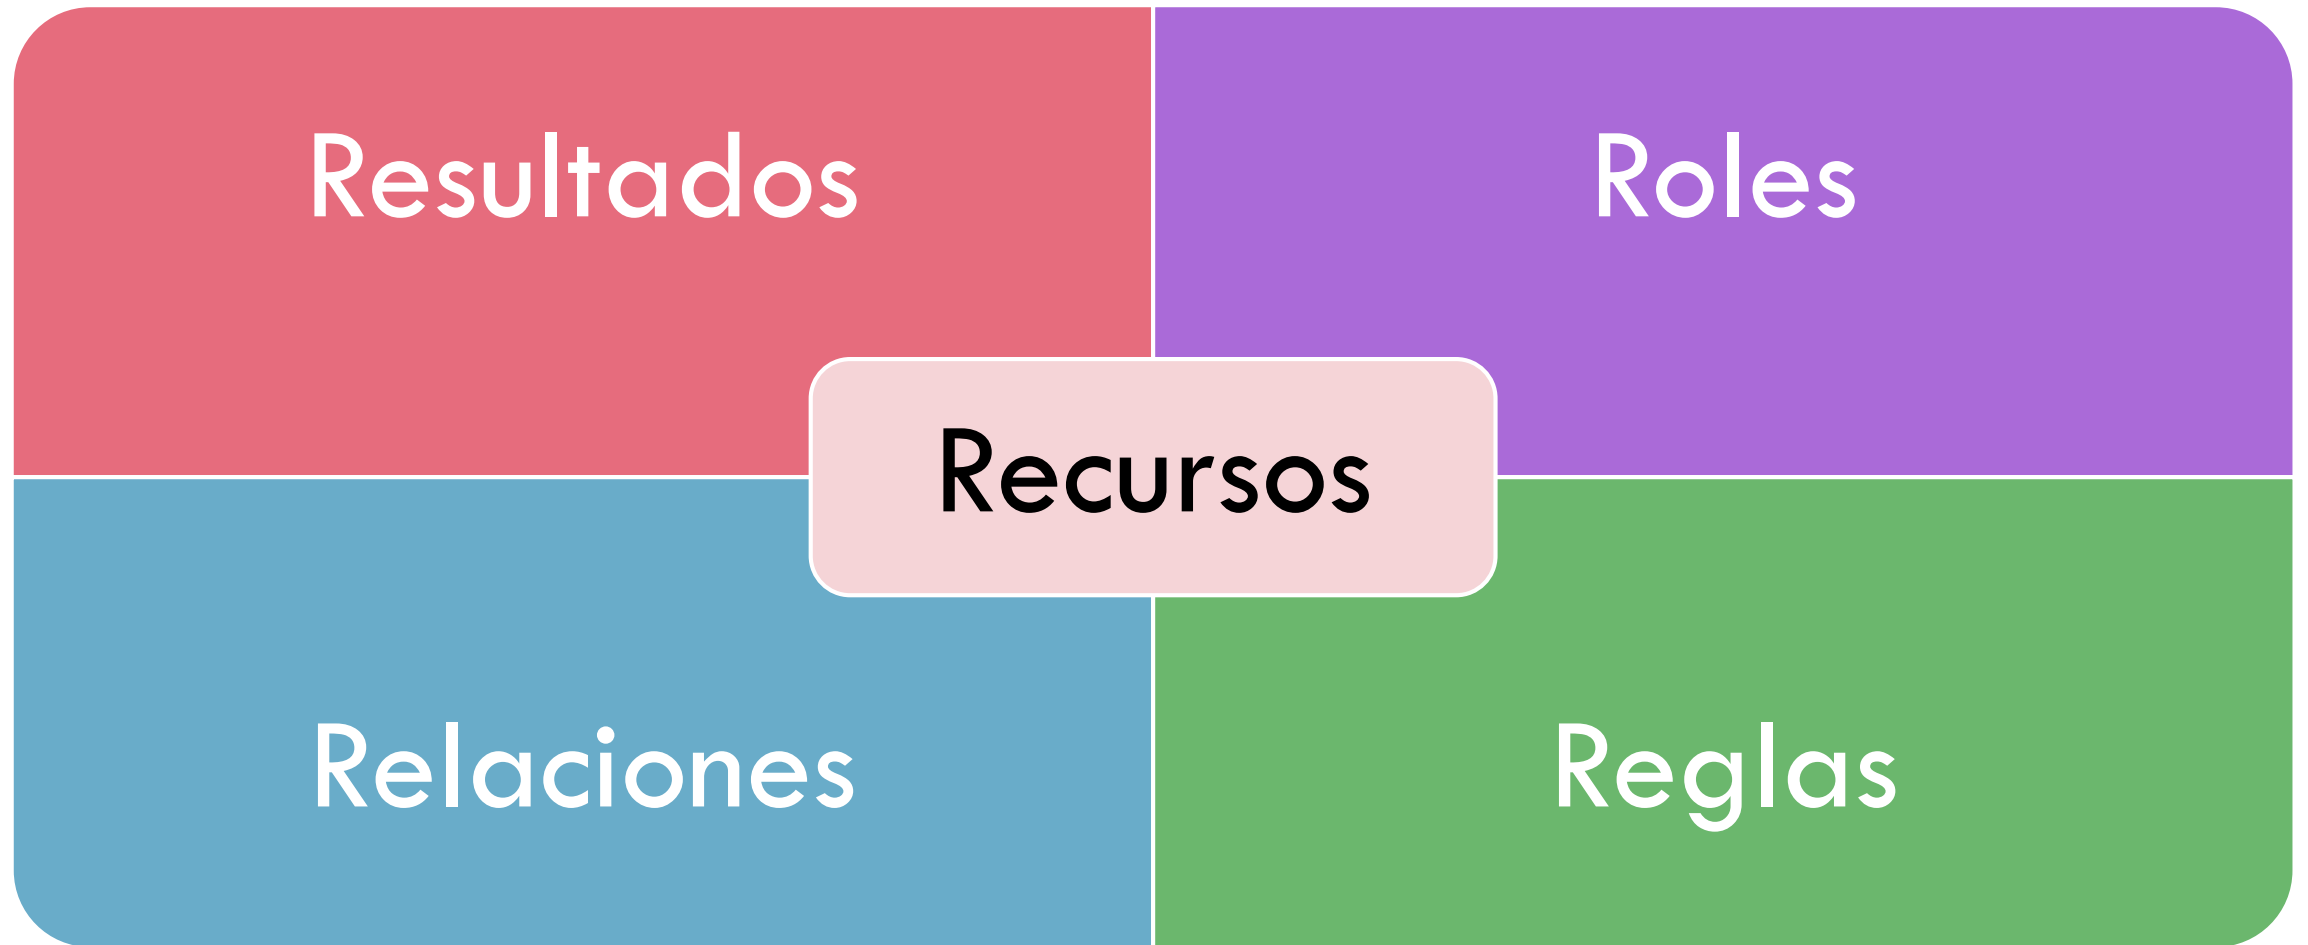 Resultados
Roles
Recursos
Relaciones
Reglas